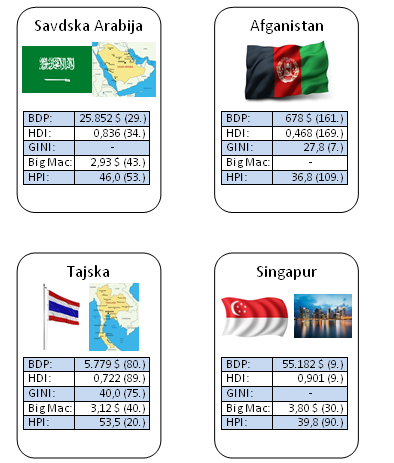 Savdska Arabija
BDP: 25.852 $ (29.)
HDI: 0,836 (34.)
GINI: -
Big Mac: 2,93 $ (43.)
HPI: 46,0 (53.)
Afganistan
BDP: 678 $ (161.)
HDI: 0,468 (169.)
GINI: 27,8 (7.)
Big Mac: -
HPI: 36,8 (109.)
Tajska
BDP: 5.779 $ (80.)
HDI: 0,722 (89.)
GINI: 40,0 (75.)
Big Mac: 3,12 $ (40.)
HPI: 53,5 (20.)
Singapur
BDP: 55.182 $ (9.)
HDI: 0,901 (9.)
GINI: -
Big Mac: 3,80 $ (30.)
HPI: 39,8 (90.)